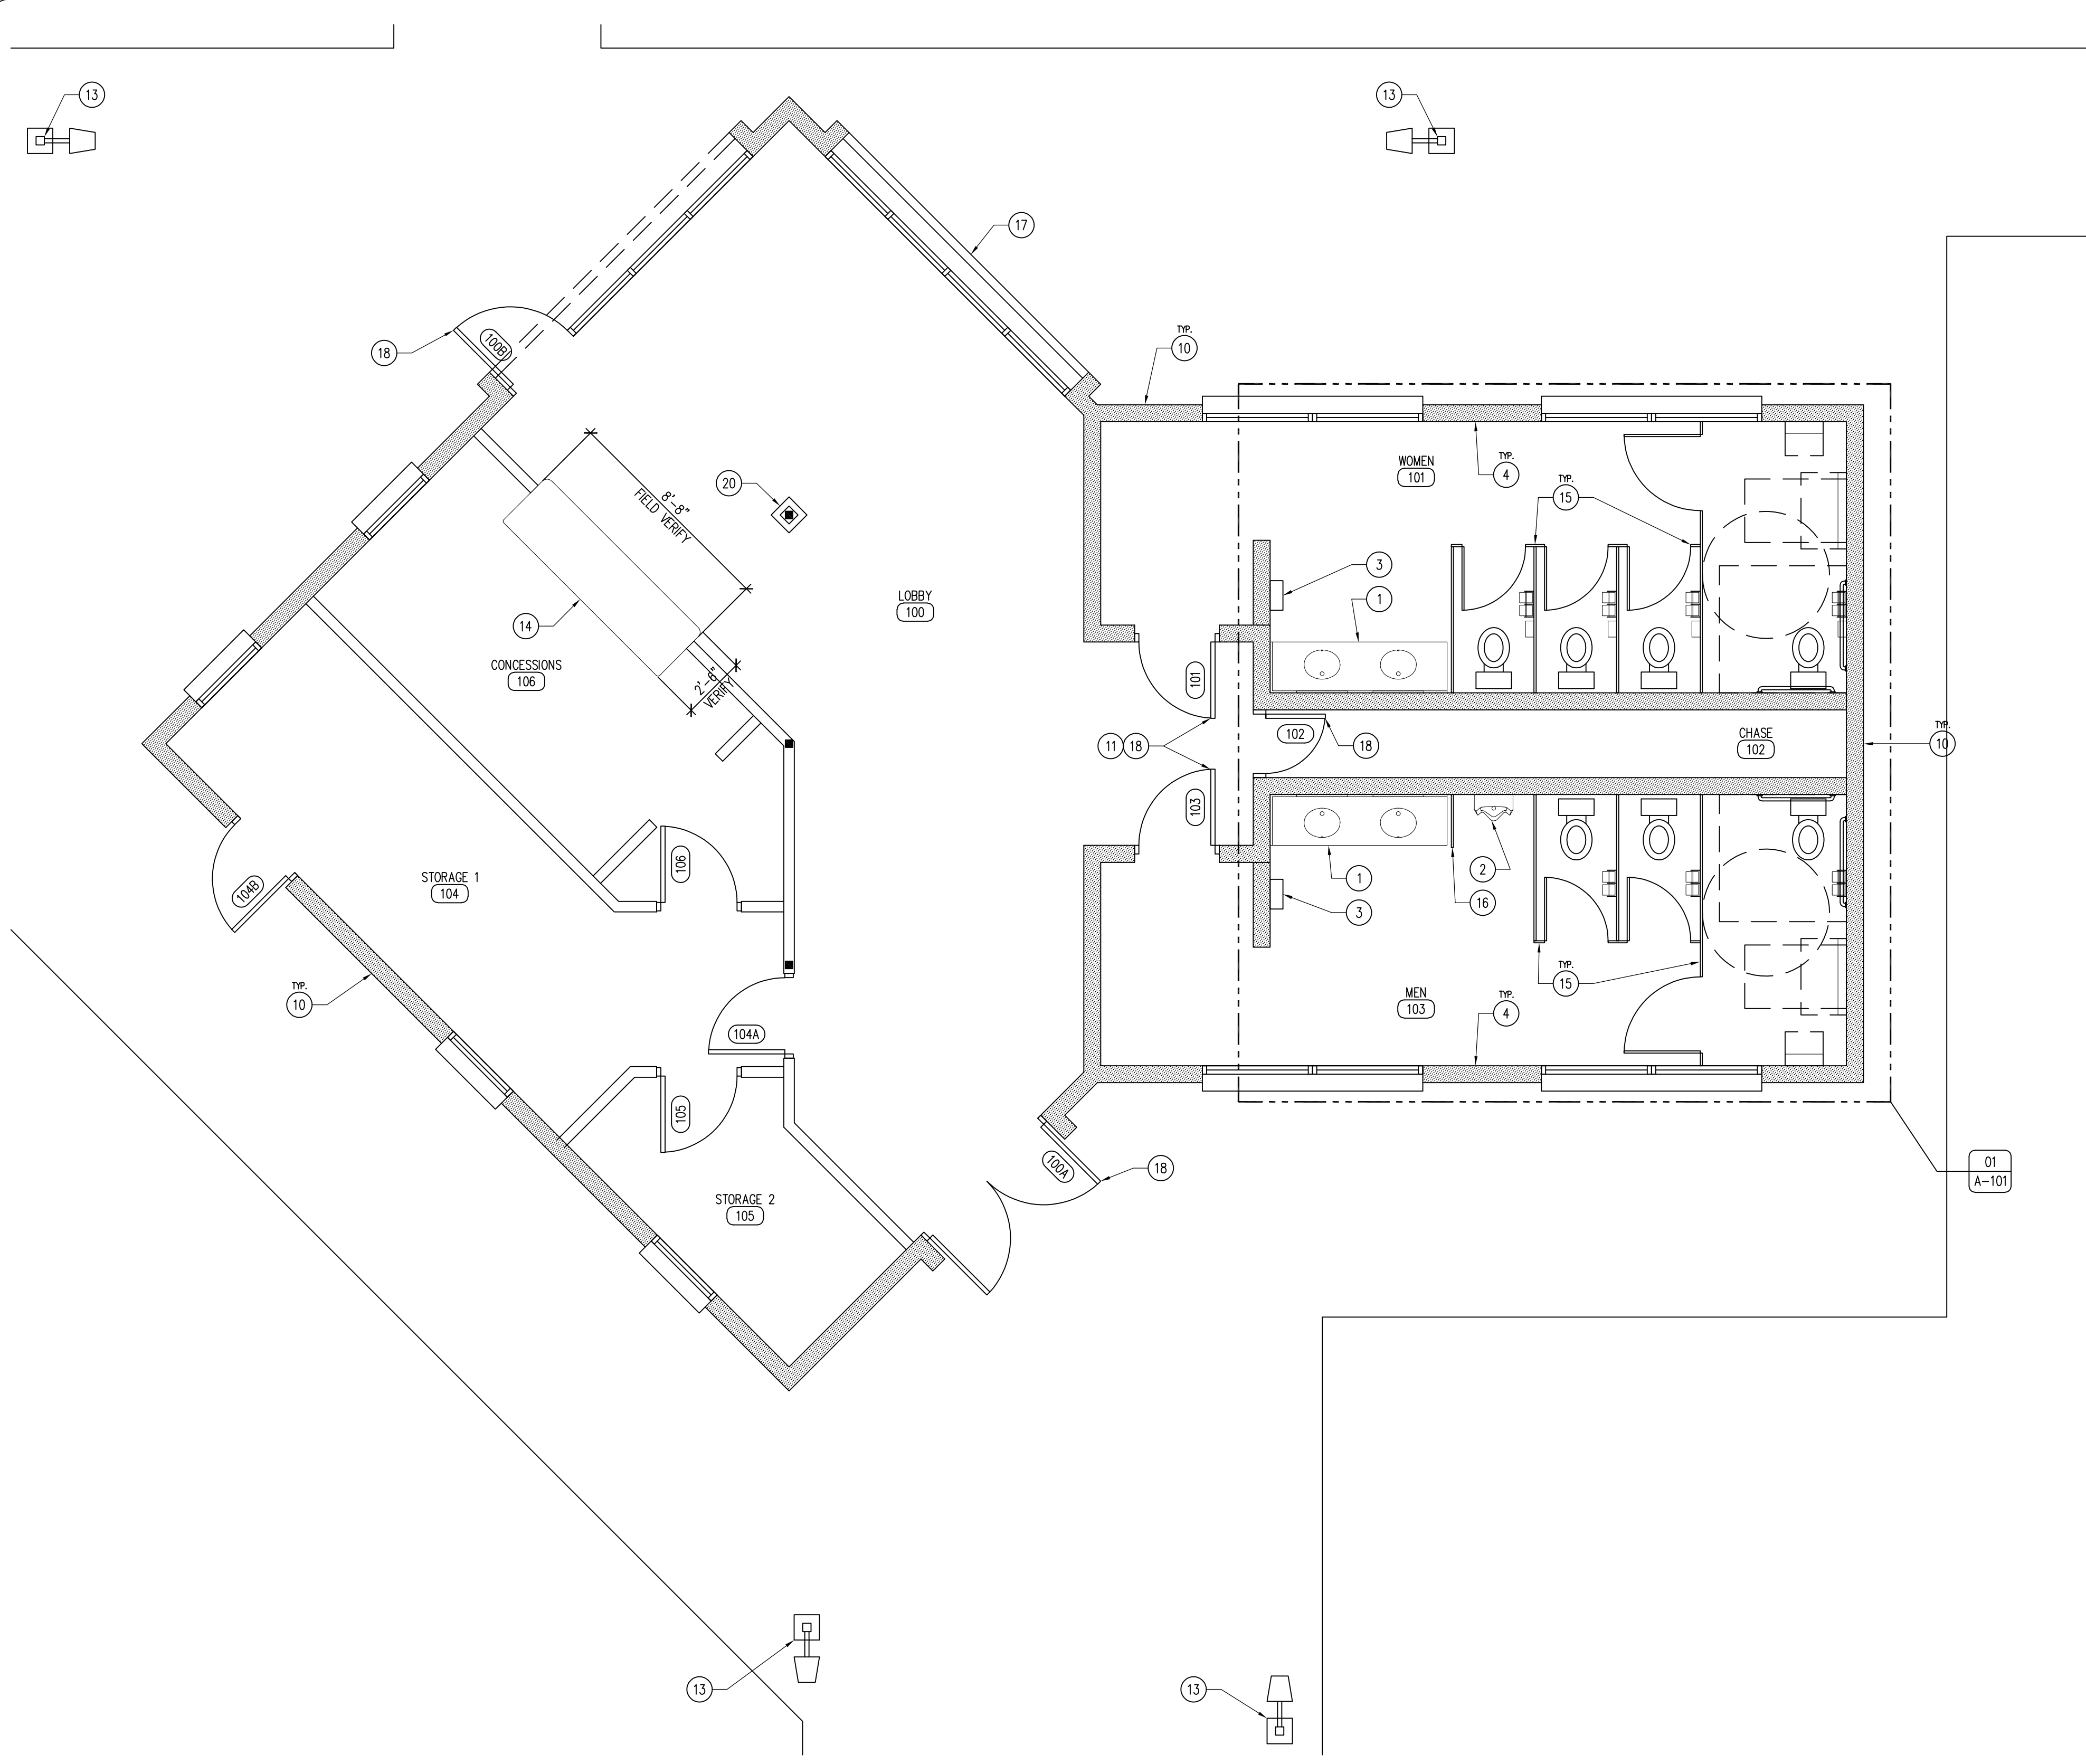 13
13
17
TYP.
10
18
100B
WOMEN
101
TYP.
4
TYP.
15
20
8'-8"
FIELD VERIFY
3
1
LOBBY
100
14
CONCESSIONS
106
2'-6"
VERIFY
101
11
18
102
18
CHASE
102
TYP.
10
103
106
STORAGE 1
104
104B
1
2
3
16
TYP.
10
104A
MEN
103
TYP.
4
TYP.
15
105
STORAGE 2
105
100A
18
01
A-101
13
13